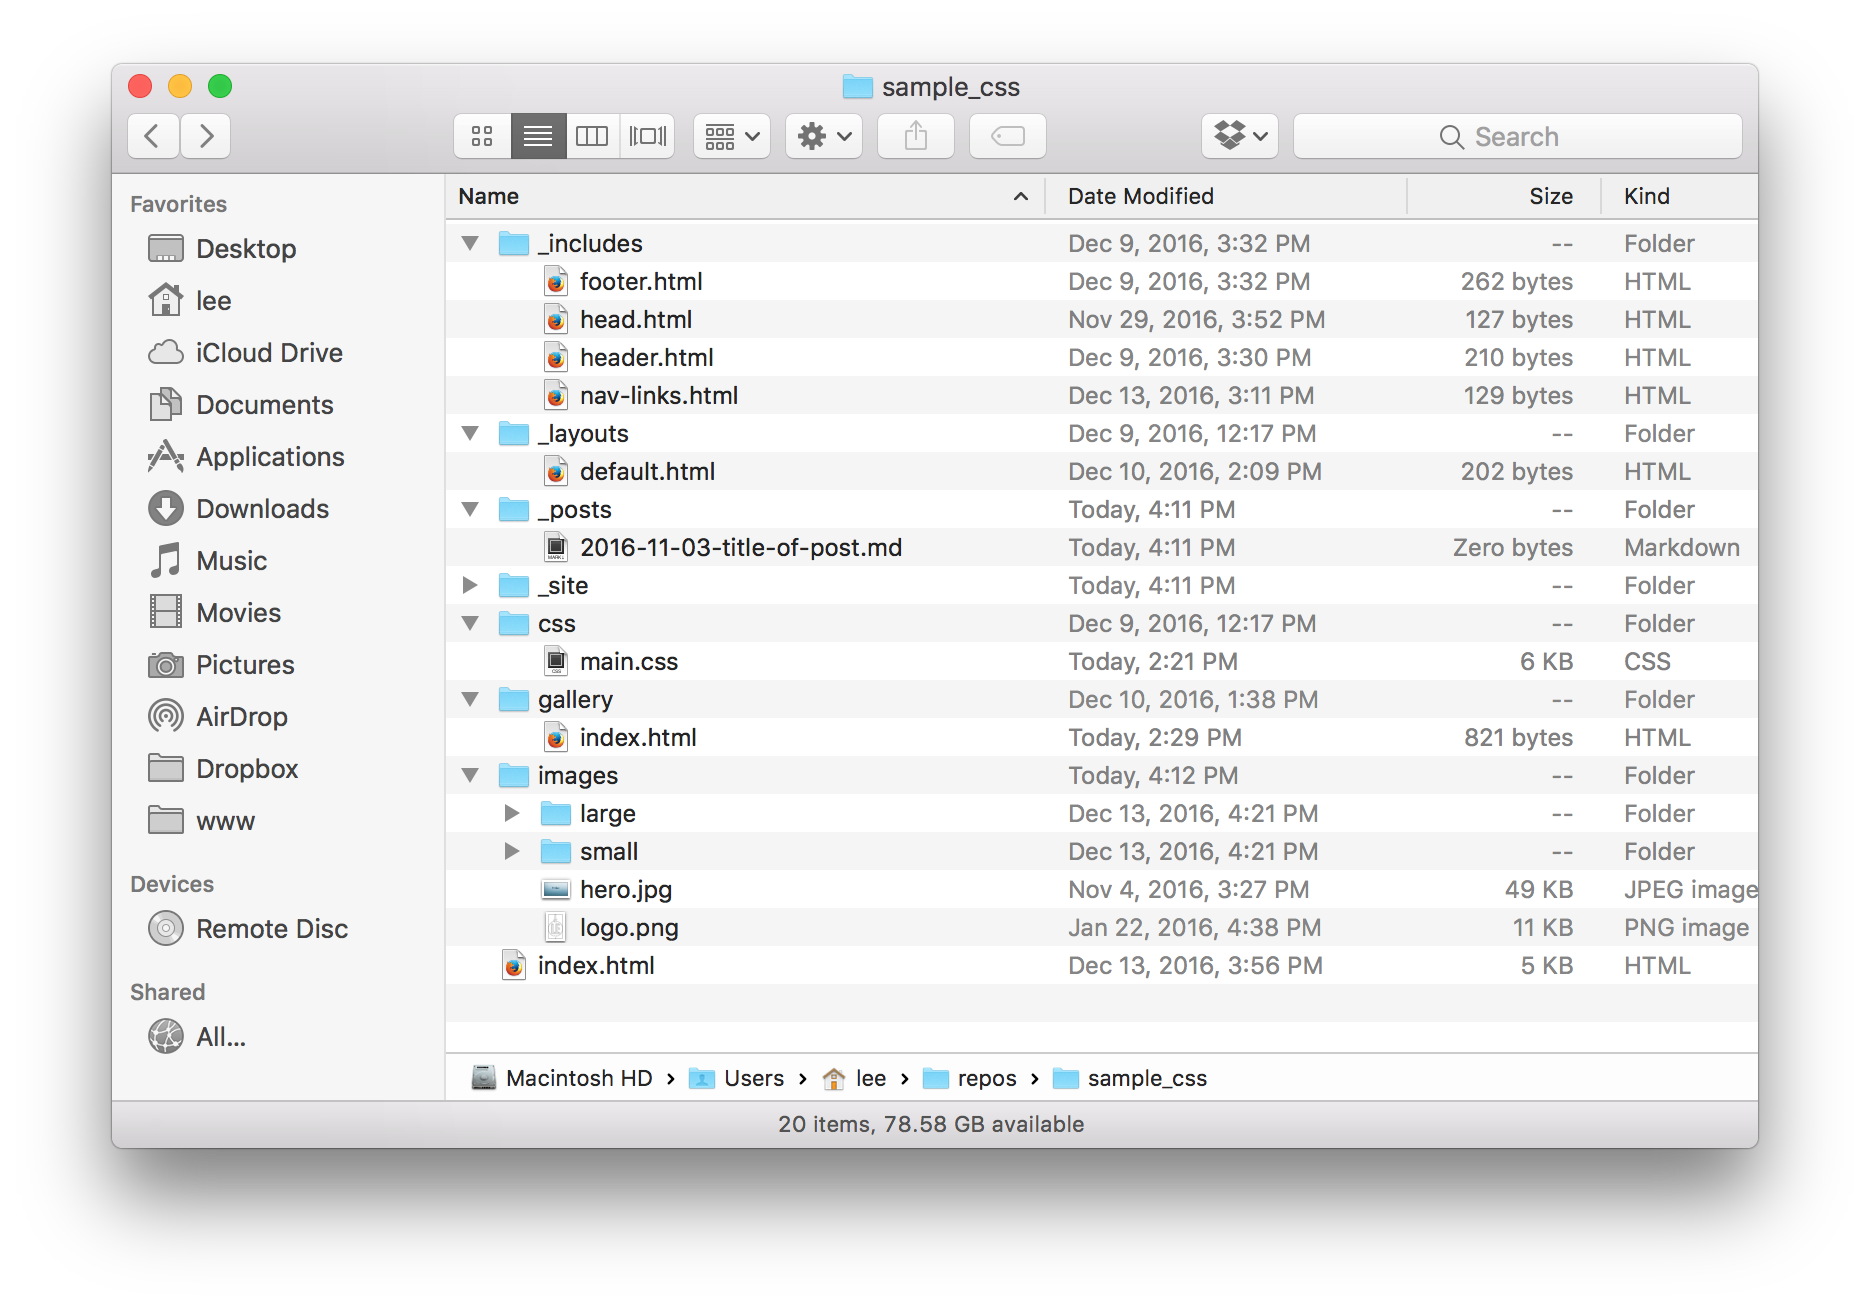 sample_css
Search
Favorites
Desktop
lee
iCloud Drive
Documents
Applications
Downloads
Music
Movies
Pictures
AirDrop
Dropbox
www
Devices
Remote Disc
Shared
All...
Name Date Modified Size Kind
_includes Dec 9, 2016, 3:32 PM -- Folder
footer.html Dec 9, 2016, 3:32 PM 262 bytes HTML
head.html Nov 29, 2016, 3:52 PM 127 bytes HTML
header.html Dec 9, 2016, 3:30 PM 210 bytes HTML
nav-links.html Dec 13, 2016, 3:11 PM 129 bytes HTML
_layouts Dec 9, 2016, 12:17 PM -- Folder
default.html Dec 10, 2016, 2:09 PM 202 bytes HTML
_posts Today, 4:11 PM -- Folder
2016-11-03-title-of-post.md Today, 4:11 PM Zero bytes Markdown
_site Today, 4:11 PM -- Folder
css Dec 9, 2016, 12:17 PM -- Folder
main.css Today, 2:21 PM 6 KB CSS
gallery Dec 10, 2016, 1:38 PM -- Folder
index.html Today, 2:29 PM 821 bytes HTML
images Today, 4:12 PM -- Folder
large Dec 13, 2016, 4:21 PM -- Folder
small Dec 13, 2016, 4:21 PM -- Folder
hero.jpg Nov 4, 2016, 3:27 PM 49 KB JPEG image
logo.png Jan 22, 2016, 4:38 PM 11 KB PNG image
index.html Dec 13, 2016, 3:56 PM 5 KB HTML
Macintosh HD › Users › lee › repos › sample_css
20 items, 78.58 GB available